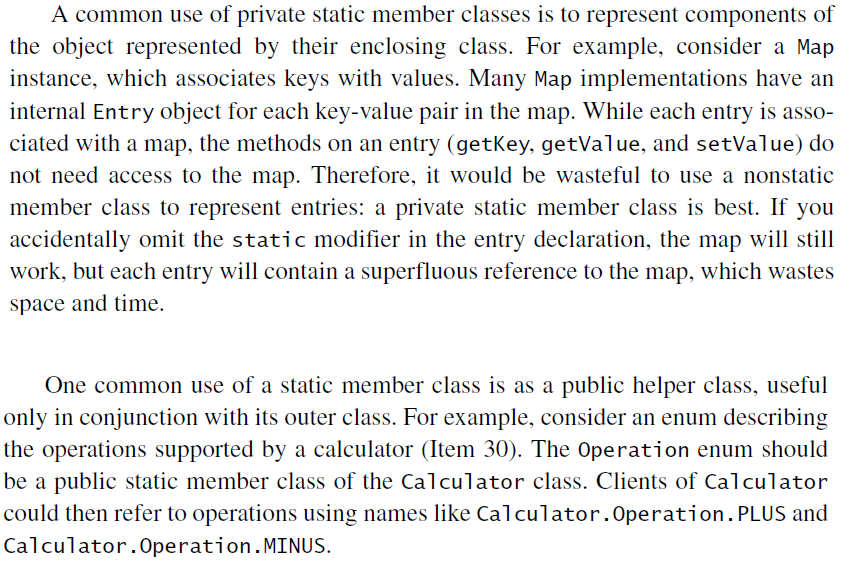 A common use of private static member classes is to represent components of
the object represented by their enclosing class. For example, consider a Map
instance, which associates keys with values. Many Map implementations have an
internal Entry object for each key-value pair in the map. While each entry is asso-
ciated with a map, the methods on an entry (getKey, getValue, and setValue) do
not need access to the map. Therefore, it would be wasteful to use a nonstatic
member class to represent entries: a private static member class is best. If you
accidentally omit the static modifier in the entry declaration, the map will still
work, but each entry will contain a superfluous reference to the map, which wastes
space and time.
One common use of a static member class is as a public helper class, useful
only in conjunction with its outer class. For example, consider an enum describing
the operations supported by a calculator (Item 30). The Operation enum should
be a public static member class of the Calculator class. Clients of Calculator
could then refer to operations using names like Calculator.Operation.PLUS and
Calculator.Operation.MINUS.